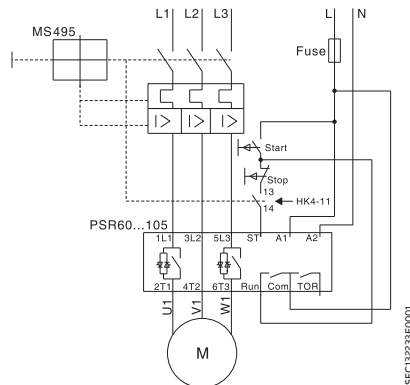 L1 L2 L3 L N
MS495
Fuse
Start
Stop
13
14 HK4-11
PSR60...105
1L1 3L2 5L3 ST A1 A2
2T1 4T2 6T3 Run Com TOR
U1 V1 W1
M